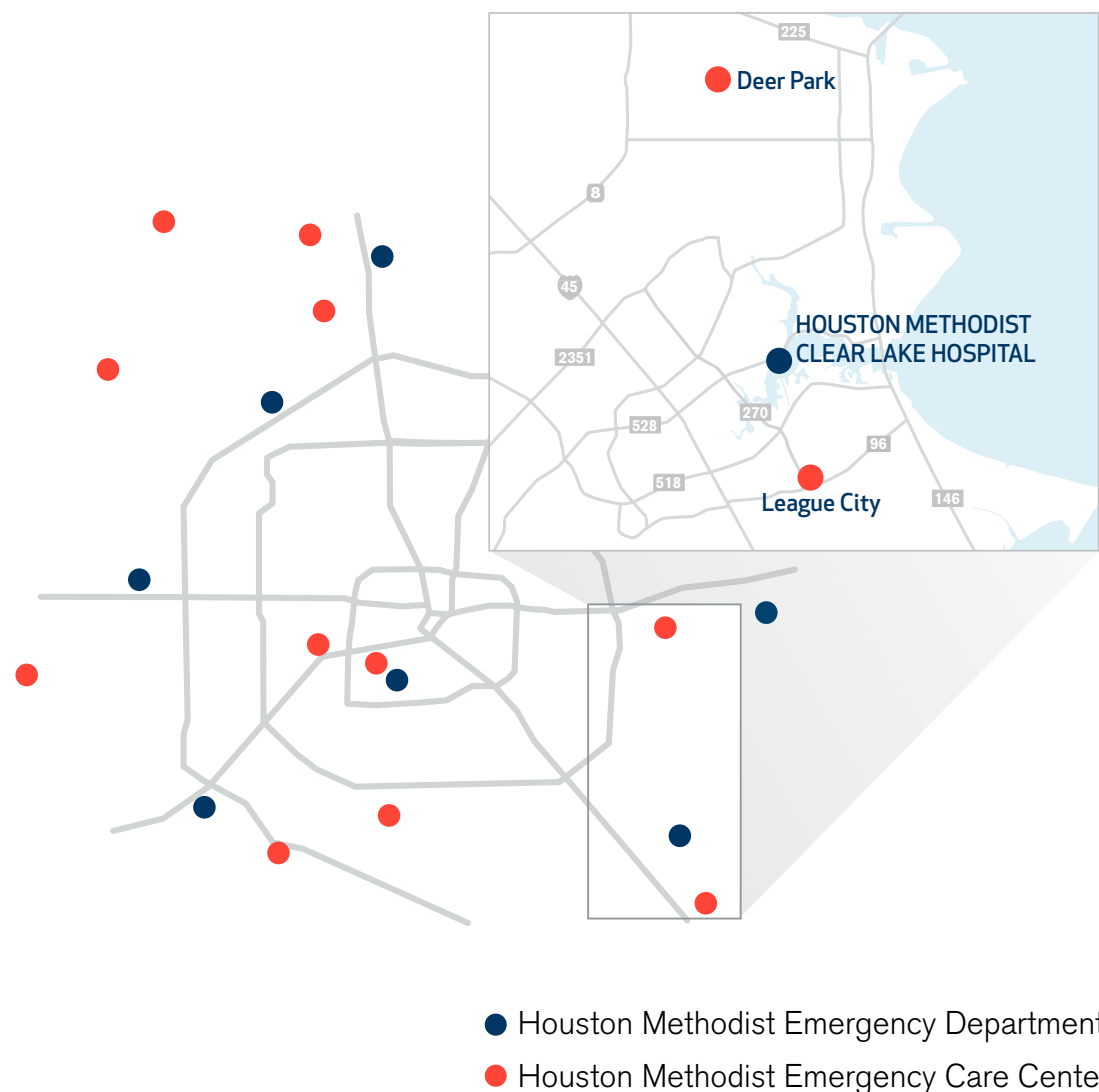 225
Deer Park
8
45
HOUSTON METHODIST
CLEAR LAKE HOSPITAL
2351
270
528
96
518
League City
146
Houston Methodist Emergency Department
Houston Methodist Emergency Care Cente